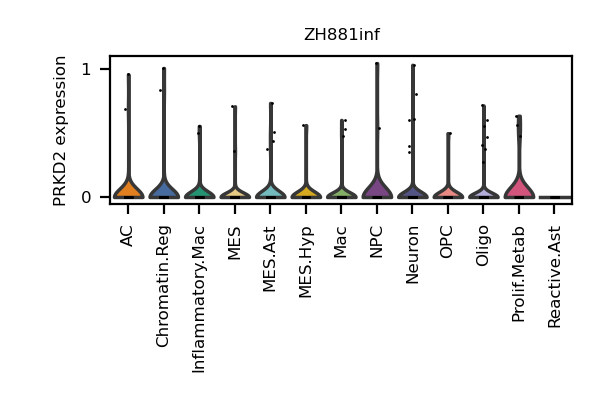 ZH881inf
PRKD2 expression
1
0
AC
Chromatin.Reg
Inflammatory.Mac
MES
MES.Ast
MES.Hyp
Mac
NPC
Neuron
OPC
Oligo
Prolif.Metab
Reactive.Ast